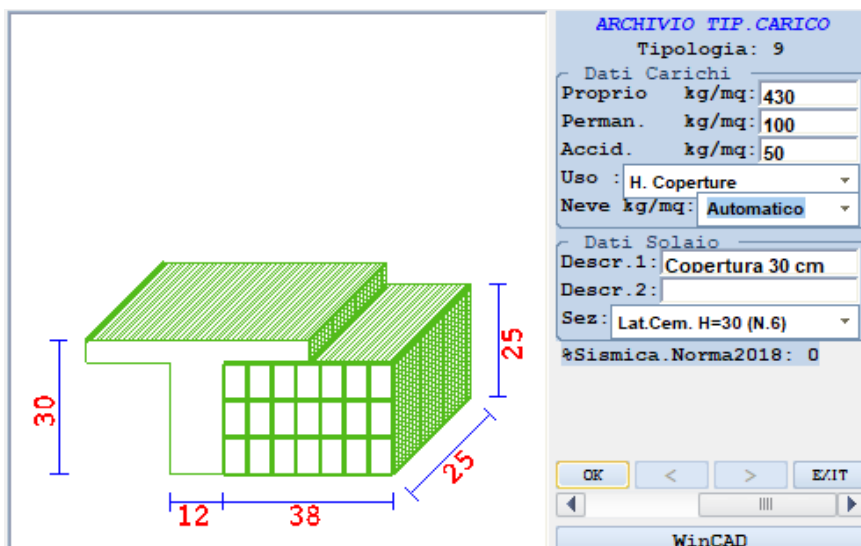 ARCHIVIO TIP.CARICO
Tipologia: 9
Dati Carichi
Proprio kg/mq: 430
Perman. kg/mq: 100
Accid. kg/mq: 50
Uso : H. Coperture
Neve kg/mq: Automatico
Dati Solaio
Descr.1: Copertura 30 cm
Descr.2:
Sez: Lat.Cem. H=30 (N.6)
%Sismica.Norma2018: 0
OK < > EXIT
WinCAD
30
25
25
12 38